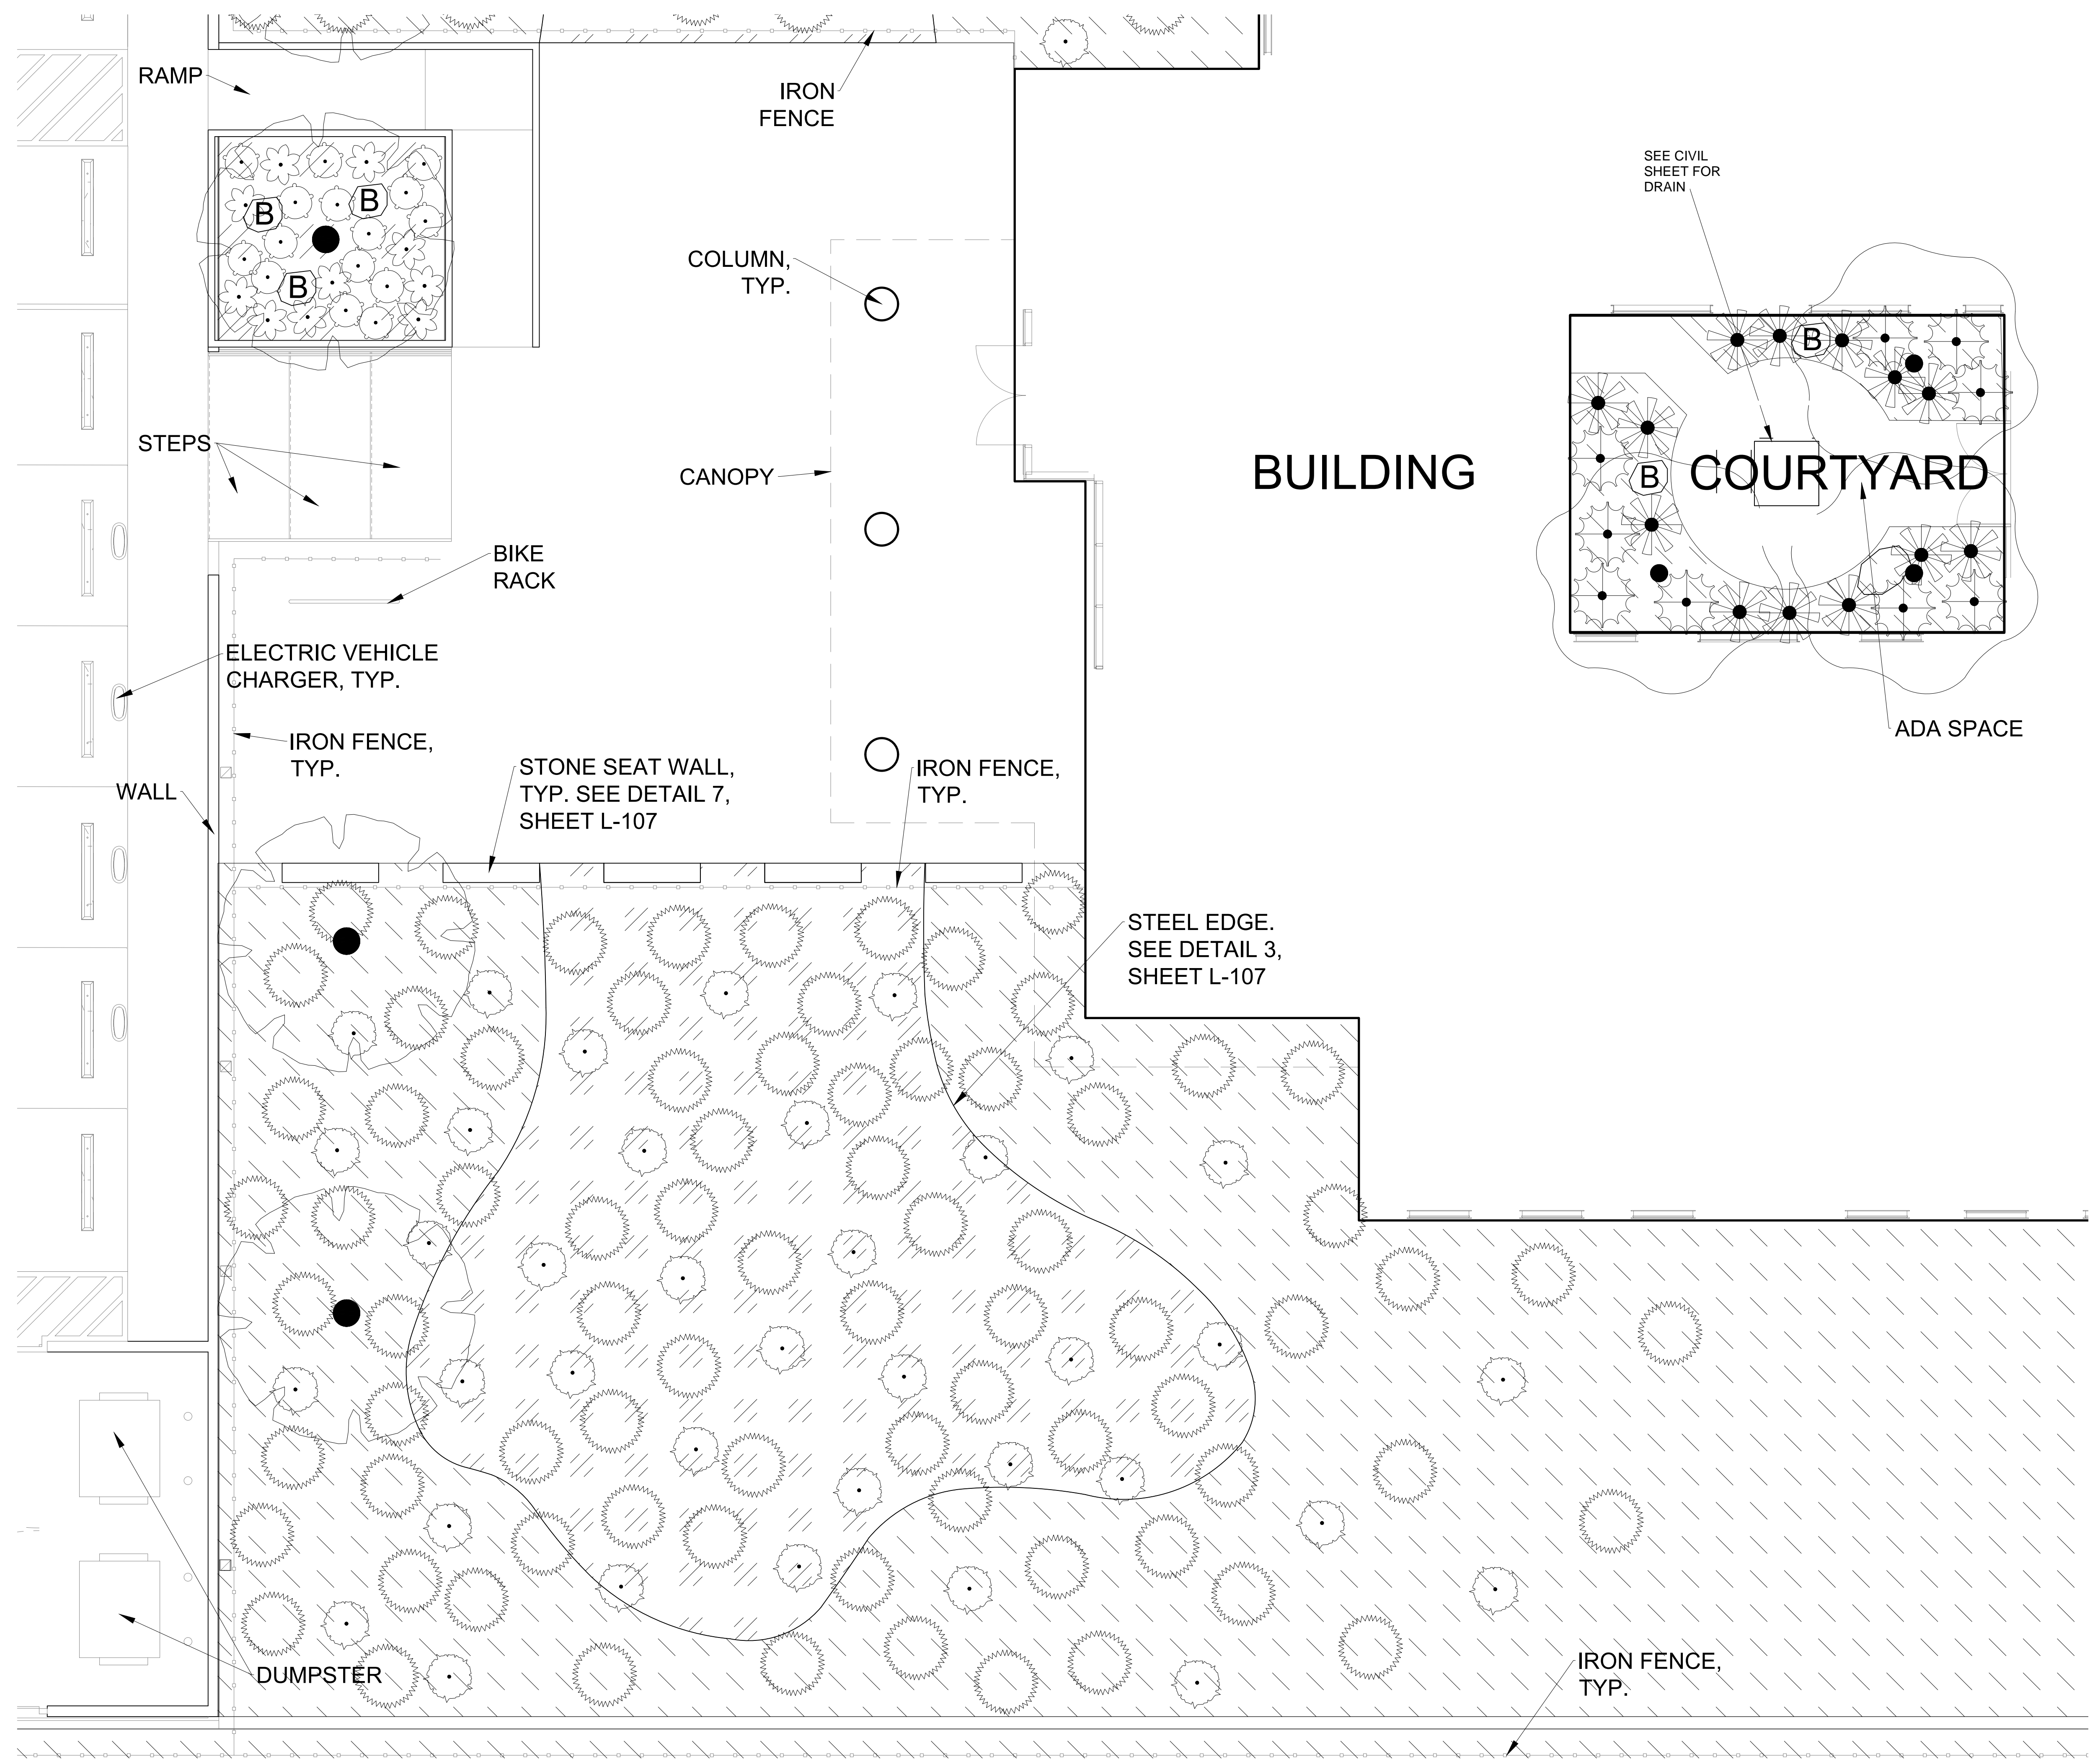 RAMP
IRON
FENCE
SEE CIVIL
SHEET FOR
DRAIN
B
B
B
COLUMN,
TYP.
B
STEPS
CANOPY
BUILDING
B
COURTYARD
BIKE
RACK
ELECTRIC VEHICLE
CHARGER, TYP.
ADA SPACE
IRON FENCE,
TYP.
STONE SEAT WALL,
TYP. SEE DETAIL 7,
SHEET L-107
IRON FENCE,
TYP.
WALL
STEEL EDGE.
SEE DETAIL 3,
SHEET L-107
DUMPSTER
IRON FENCE,
TYP.